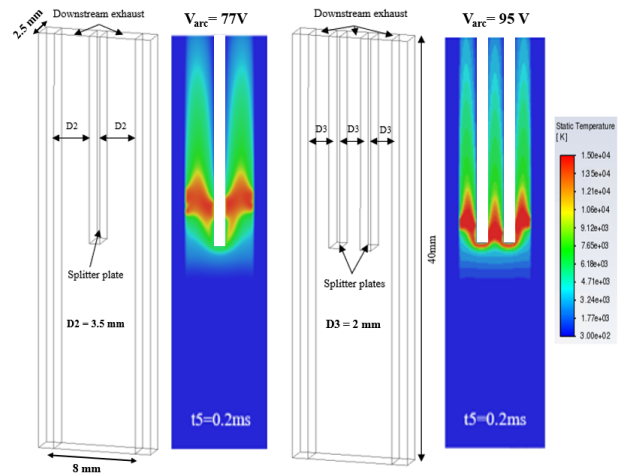 Downstream exhaust
V_arc= 77V
Downstream exhaust
V_arc= 95 V
2.5 mm
D2
D2
D3
D3
D3
Splitter plate
Splitter plates
D2 = 3.5 mm
D3 = 2 mm
40mm
t5=0.2ms
t5=0.2ms
8 mm
Static Temperature
[ K]
1.50e+04
1.35e+04
1.21e+04
1.06e+04
9.12e+03
7.65e+03
6.18e+03
4.71e+03
3.24e+03
1.77e+03
3.00e+02